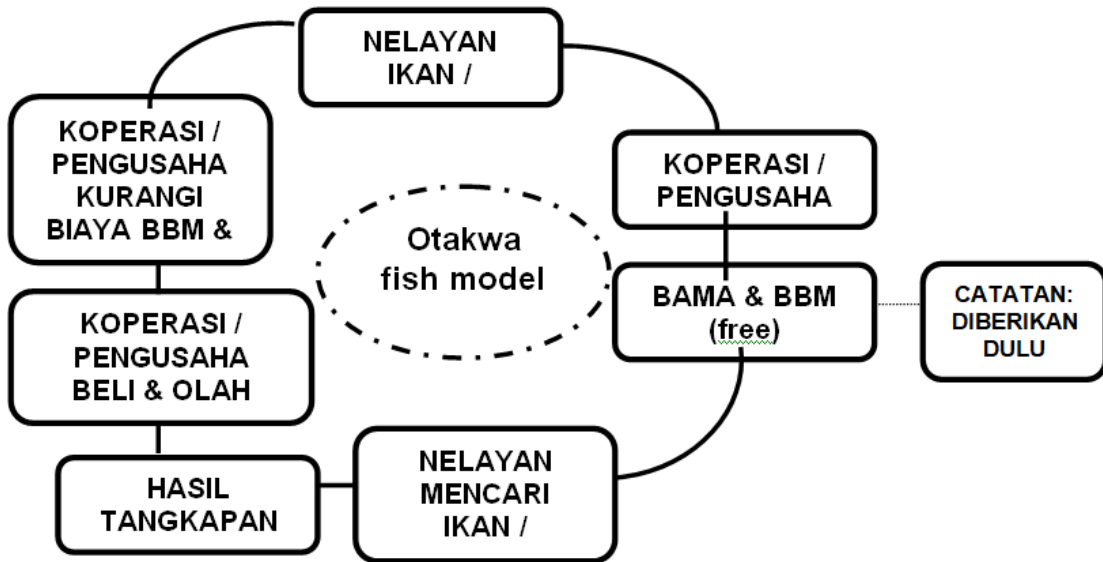 NELAYAN
IKAN /
KOPERASI /
PENGUSAHA
KURANGI
BIAYA BBM &
KOPERASI /
PENGUSAHA
Otakwa
fish model
BAMA & BBM
(free)
CATATAN:
DIBERIKAN
DULU
KOPERASI /
PENGUSAHA
BELI & OLAH
NELAYAN
MENCARI
IKAN /
HASIL
TANGKAPAN